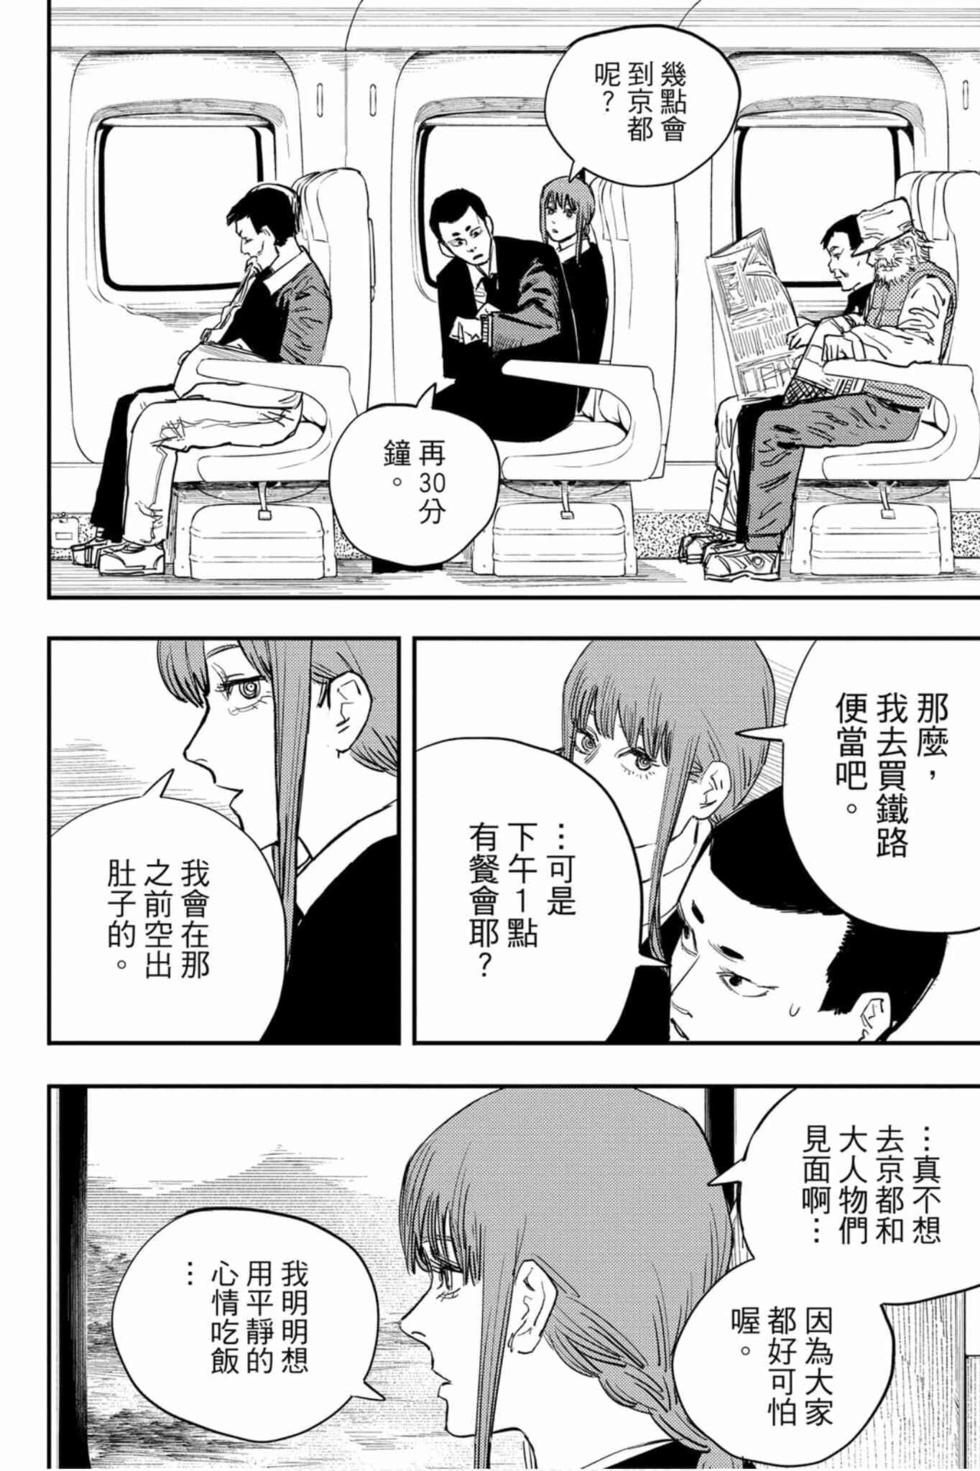 幾點會
到京都
呢？
再30分
鐘。
那麼，
我去買鐵路
便當吧。
…可是
下午1點
有餐會耶？
我會在那
之前空出
肚子的。
…真不想
去京都和
大人物們
見面啊…
因為大家
都好可怕
喔。
我明明想
用平靜的
心情吃飯
…